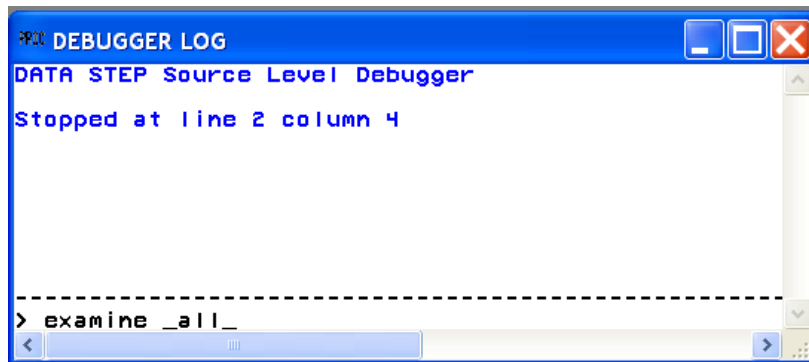 DEBUGGER LOG
DATA STEP Source Level Debugger
Stopped at line 2 column 4
> examine _all_